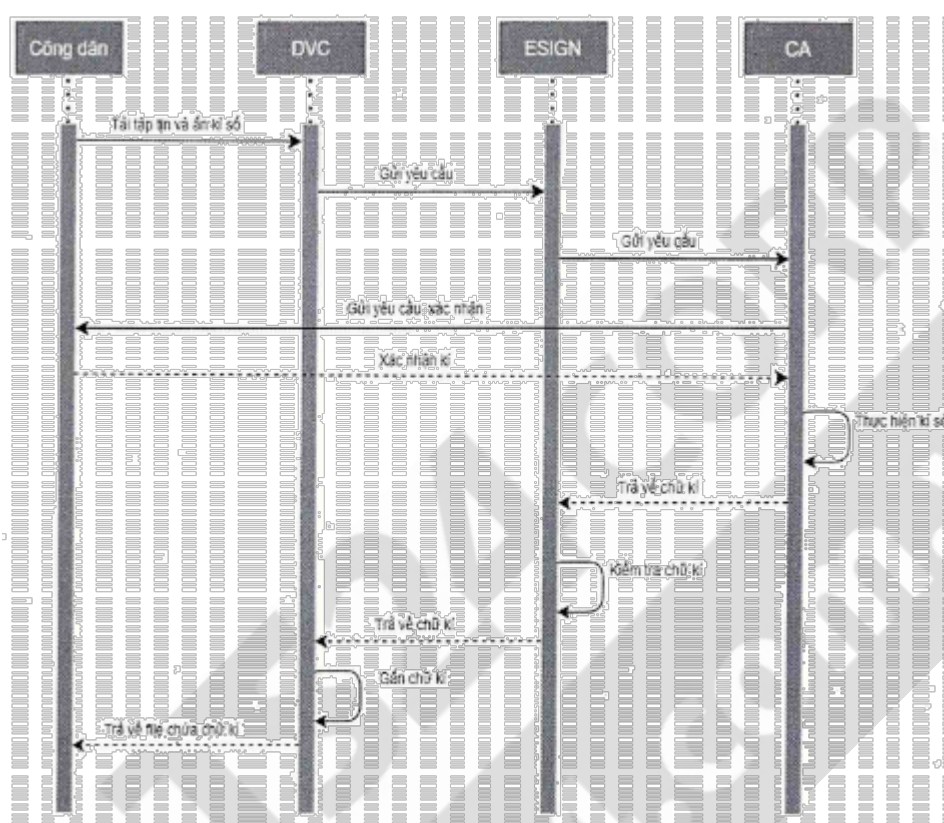 Công dân
DVC
ESIGN
CA
Tải tập tin và ấn kí số
Gửi yêu cầu
Gửi yêu cầu
Gửi yêu cầu xác nhận
Xác nhận kí
Thực hiện kí số
Trả về chữ kí
Kiểm tra chữ kí
Trả về chữ kí
Gắn chữ kí
Trả về file chứa chữ kí